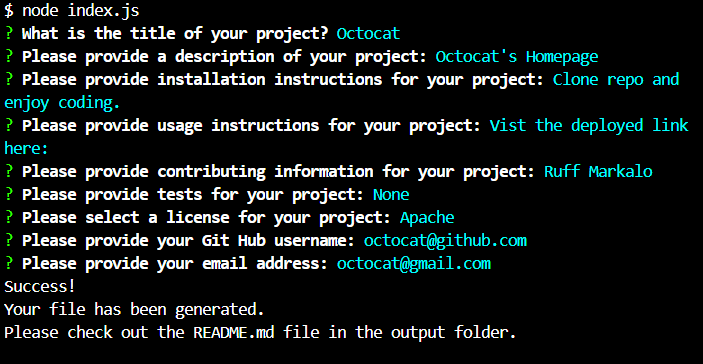 $ node index.js
? What is the title of your project? Octocat
? Please provide a description of your project: Octocat's Homepage
? Please provide installation instructions for your project: Clone repo and
enjoy coding.
? Please provide usage instructions for your project: Vist the deployed link
here:
? Please provide contributing information for your project: Ruff Markalo
? Please provide tests for your project: None
? Please select a license for your project: Apache
? Please provide your Git Hub username: octocat@github.com
? Please provide your email address: octocat@gmail.com
Success!
Your file has been generated.
Please check out the README.md file in the output folder.